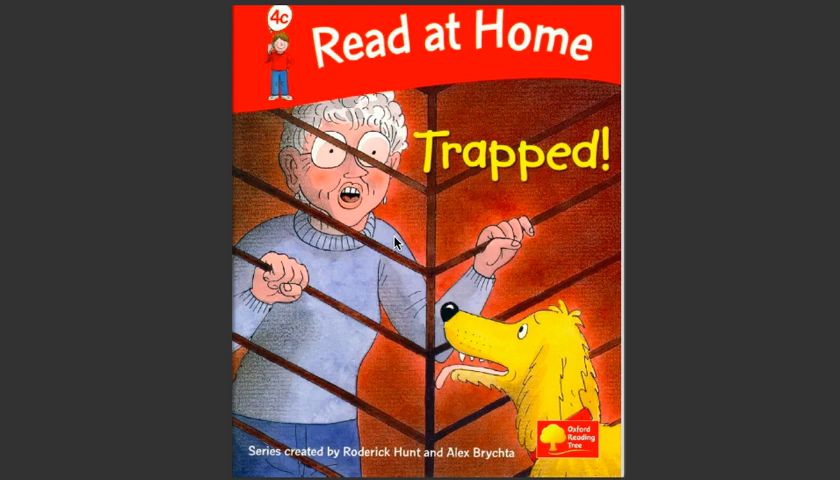 4c
Read at Home
Trapped!
Oxford
Reading
Tree
Series created by Roderick Hunt and Alex Brychta